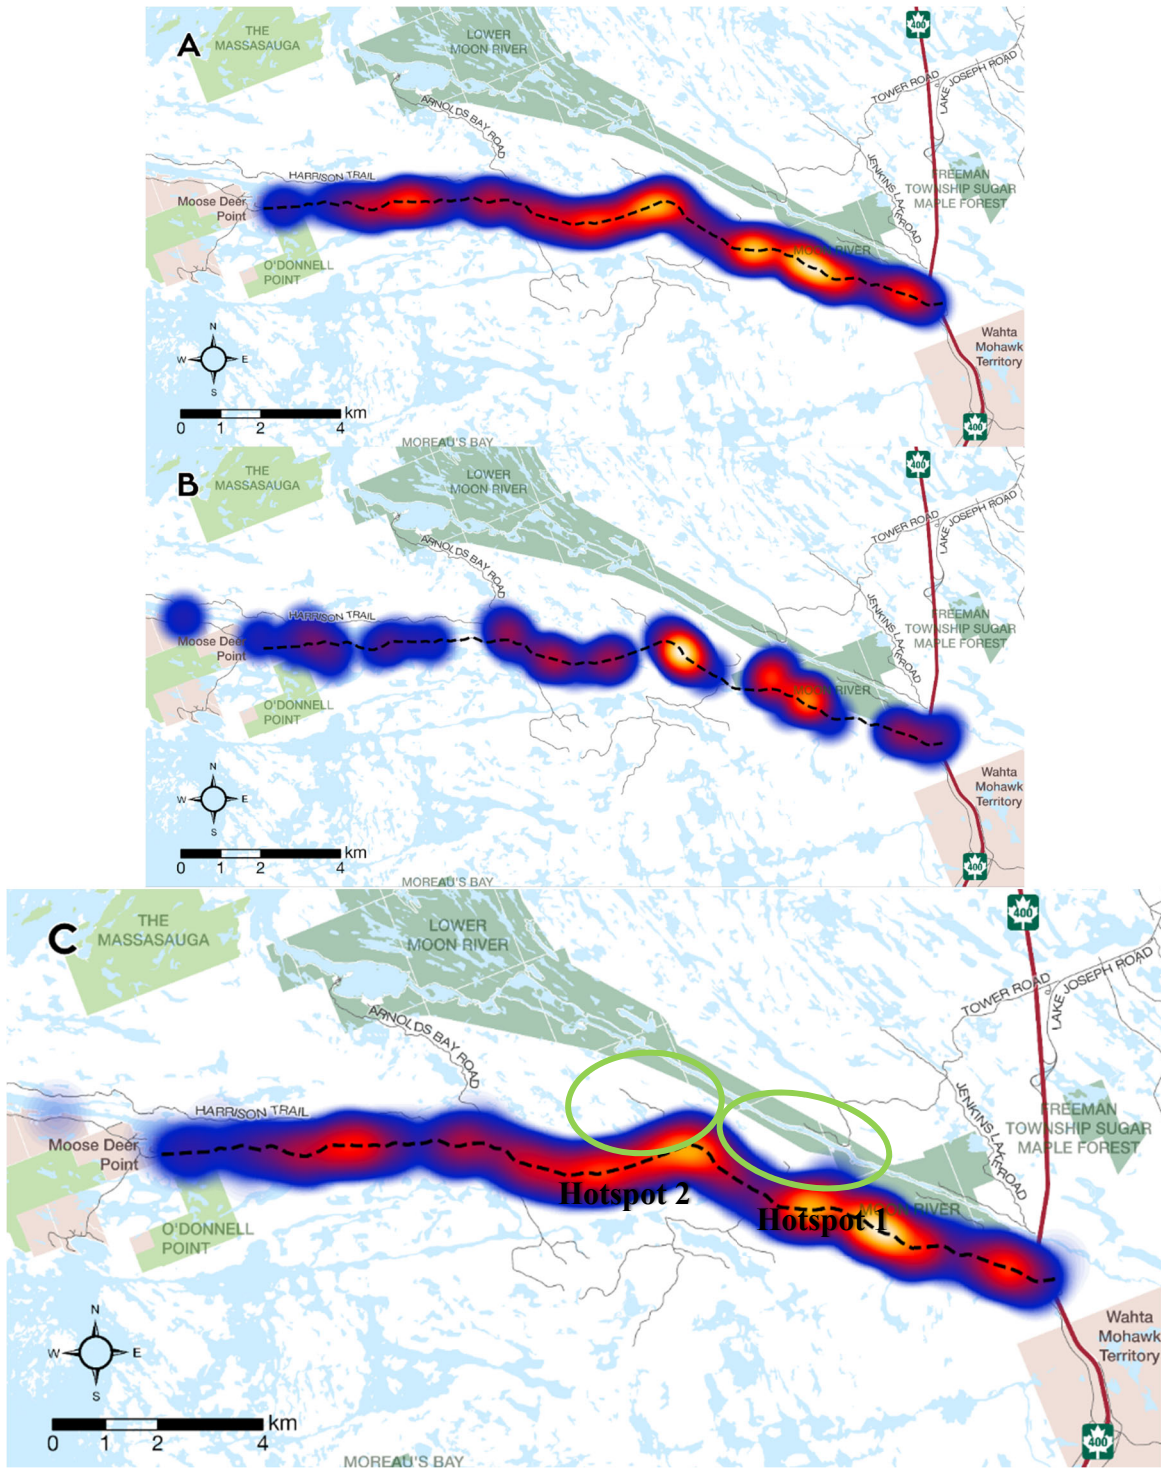 A
THE
MASSASAUGA
LOWER
MOON RIVER
400
TOWER ROAD
LAKE JOSEPH ROAD
ARNOLDS BAY ROAD
JENKINS LAKE ROAD
HARRISON TRAIL
FREEMAN
TOWNSHIP SUGAR
MAPLE FOREST
Moose Deer
Point
MOON RIVER
O'DONNELL
POINT
N
W
E
S
Wahta
Mohawk
Territory
km
0 1 2 4
400
MOREAU'S BAY
B
THE
MASSASAUGA
LOWER
MOON RIVER
400
TOWER ROAD
LAKE JOSEPH ROAD
ARNOLDS BAY ROAD
JENKINS LAKE ROAD
HARRISON TRAIL
FREEMAN
TOWNSHIP SUGAR
MAPLE FOREST
Moose Deer
Point
MOON RIVER
O'DONNELL
POINT
N
W
E
S
Wahta
Mohawk
Territory
km
0 1 2 4
400
MOREAU'S BAY
C
THE
MASSASAUGA
LOWER
MOON RIVER
400
TOWER ROAD
LAKE JOSEPH ROAD
ARNOLDS BAY ROAD
JENKINS LAKE ROAD
HARRISON TRAIL
FREEMAN
TOWNSHIP SUGAR
MAPLE FOREST
Moose Deer
Point
Hotspot 2
Hotspot 1
MOON RIVER
O'DONNELL
POINT
N
W
E
S
Wahta
Mohawk
Territory
km
0 1 2 4
400
MOREAU'S BAY